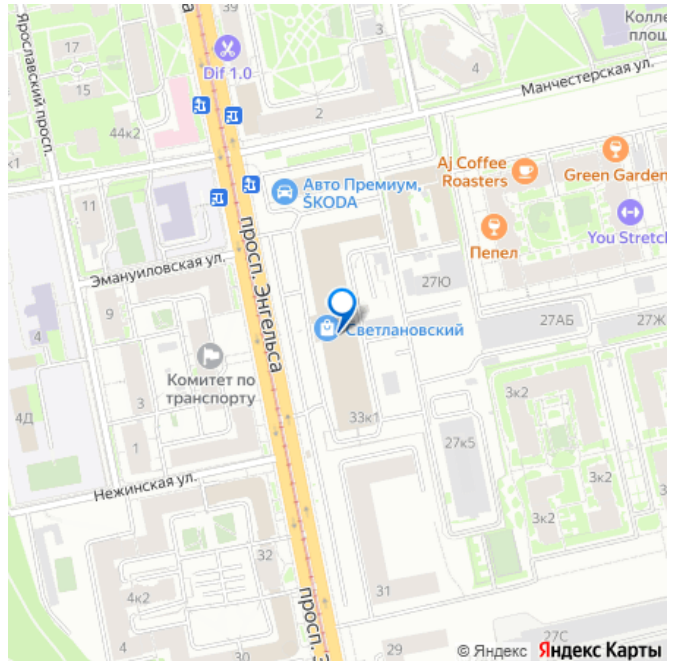 39
Колле
площ
17
3
Dif 1.0
15
4
Ярославский просп.
Манчестерская ул.
2
44к2
к1
Aj Coffee
Roasters
Green Garden
Авто Премиум,
ŠKODA
11
You Stretch
Пепел
просп. Энгельса
Эмануиловская ул.
27Ю
9
4
Светлановский
27АБ
27Ж
Комитет по
транспорту
3к2
3
4Д
33к1
1
27к5
3к2
Нежинская ул.
3к2
32
31
4к2
просп. Э
4
30
29
27С
© Яндекс Яндекс Карты